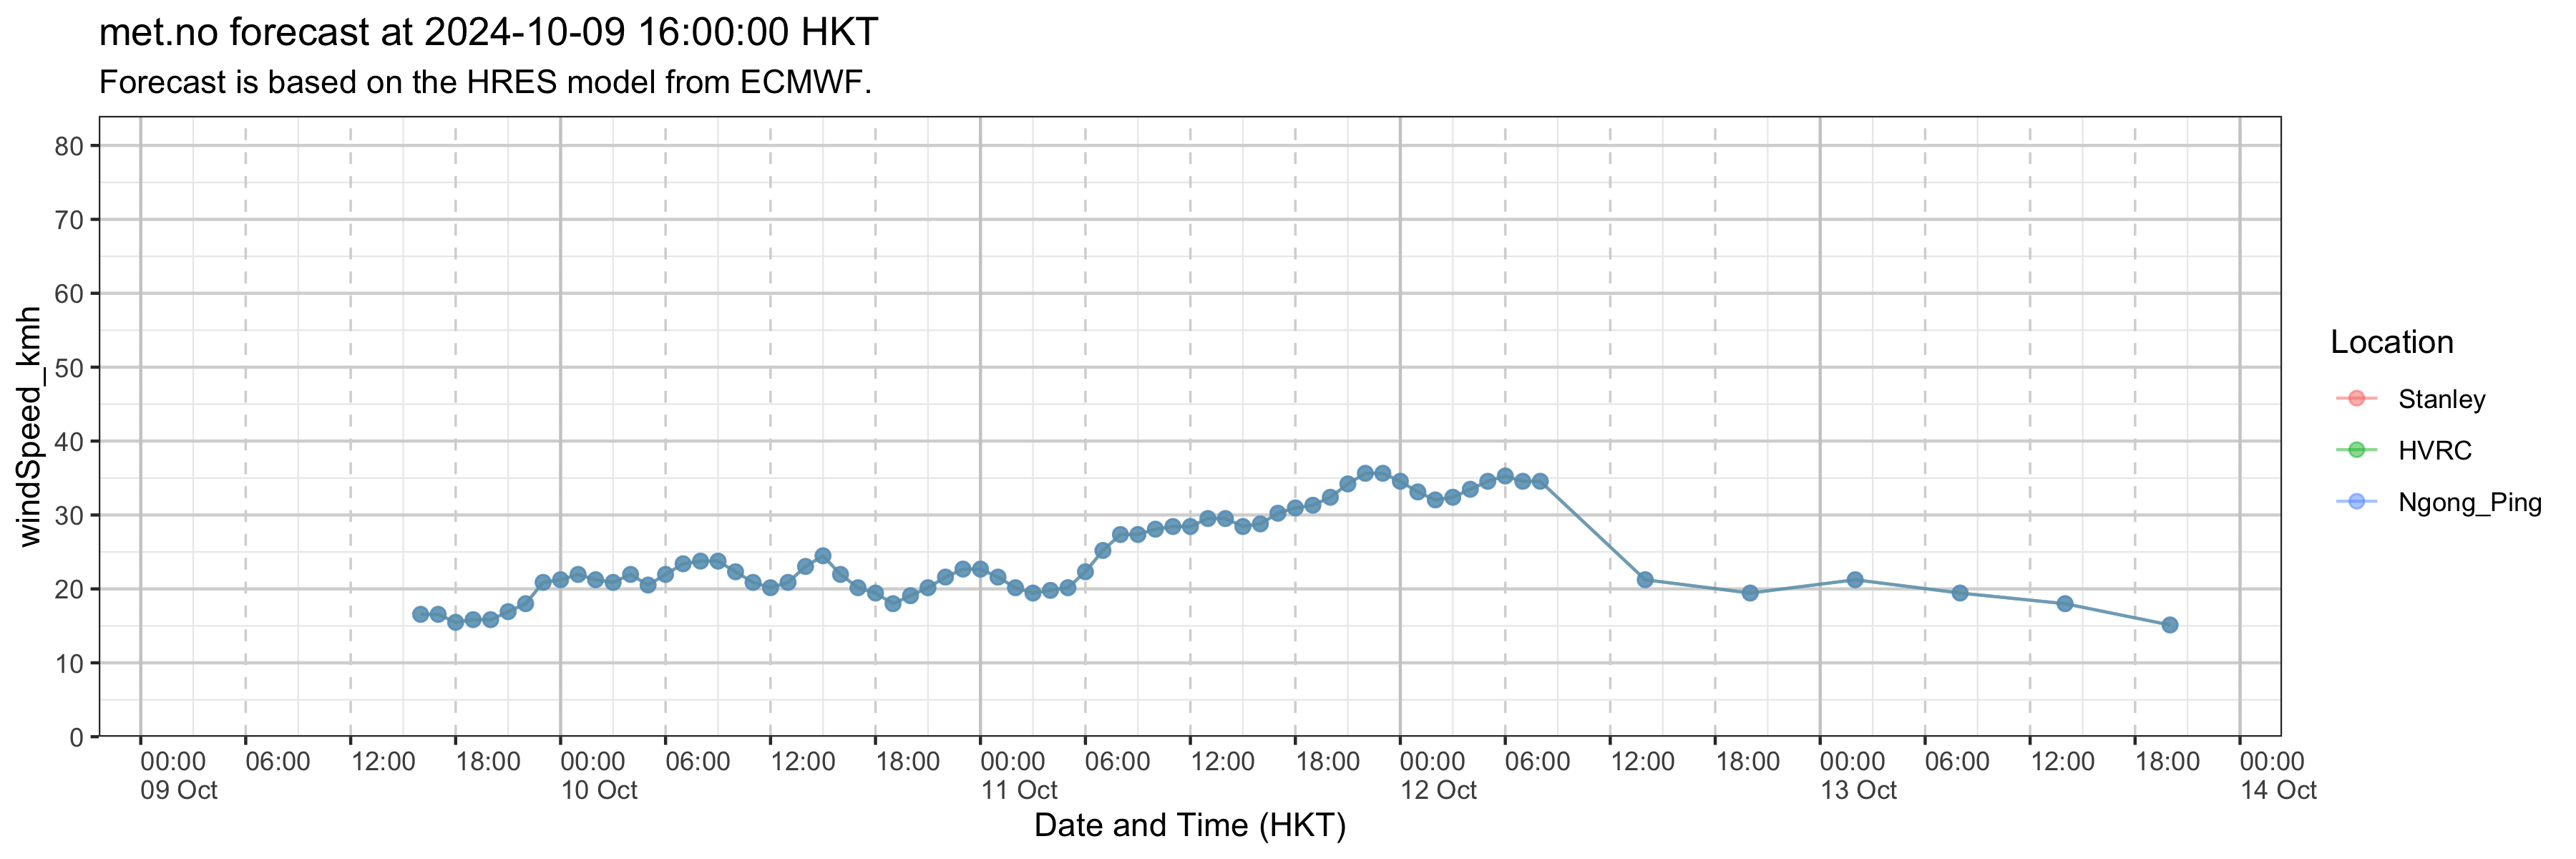 met.no forecast at 2024-10-09 16:00:00 HKT
Forecast is based on the HRES model from ECMWF.
windSpeed_kmh
80
70
60
50
40
30
20
10
0
00:00 06:00 12:00 18:00 00:00 06:00 12:00 18:00 00:00 06:00 12:00 18:00 00:00 06:00 12:00 18:00 00:00 06:00 12:00 18:00 00:00
09 Oct 10 Oct 11 Oct 12 Oct 13 Oct 14 Oct
Date and Time (HKT)
Location
Stanley
HVRC
Ngong_Ping